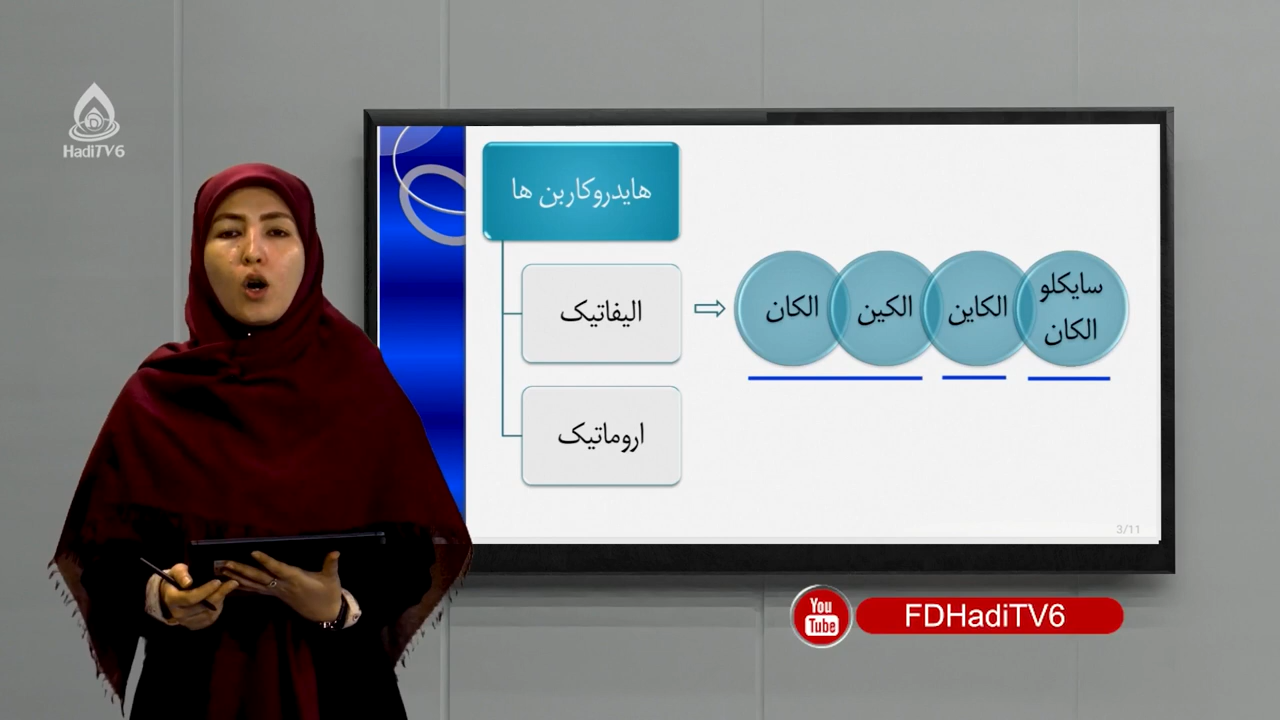 HadiTV6
هایدروکاربن ها
الیفاتیک
اروماتیک
الکان
الکین
الکاین
سایکلو
الکان
3/11
You
Tube
FDHadiTV6